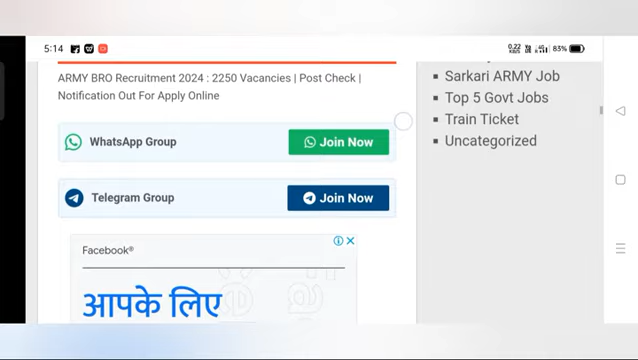 5:14
0.22
KB/S
83%
ARMY BRO Recruitment 2024 : 2250 Vacancies | Post Check |
Notification Out For Apply Online
WhatsApp Group
Join Now
Telegram Group
Join Now
Facebook®
आपके लिए
Sarkari ARMY Job
Top 5 Govt Jobs
Train Ticket
Uncategorized